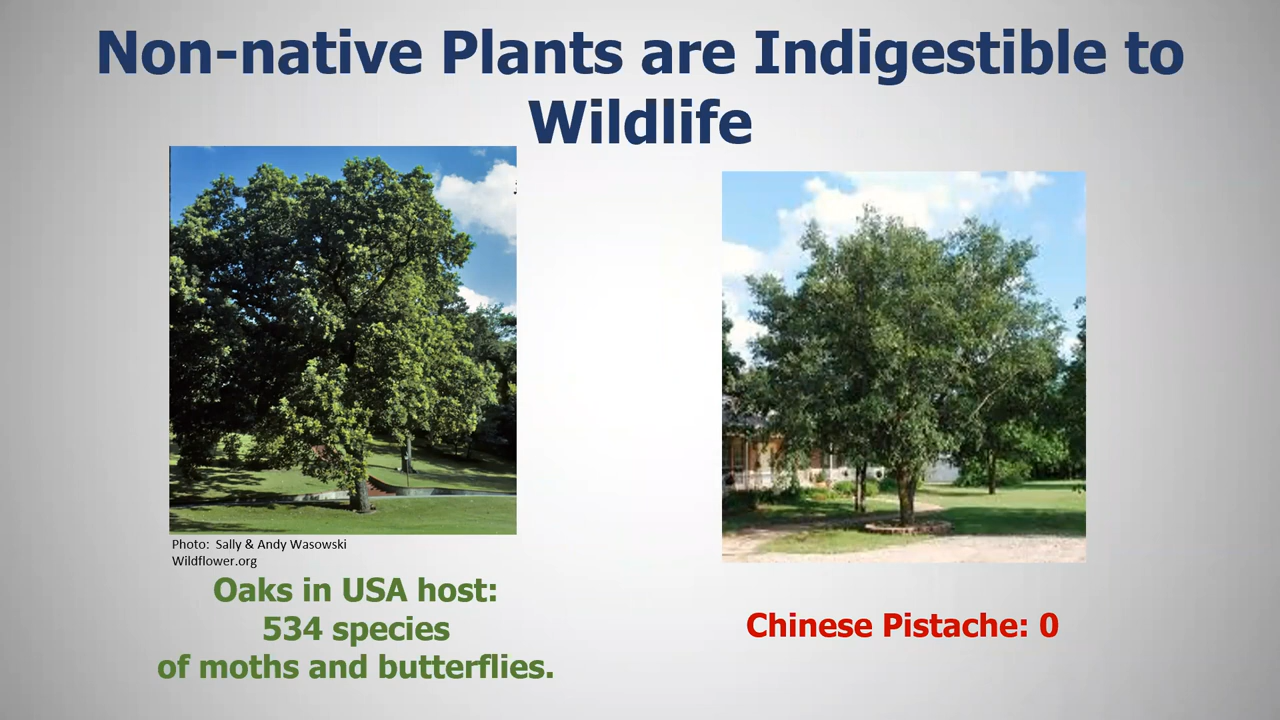 Non-native Plants are Indigestible to
Wildlife
Photo: Sally & Andy Wasowski
Wildflower.org
Oaks in USA host:
534 species
of moths and butterflies.
Chinese Pistache: 0